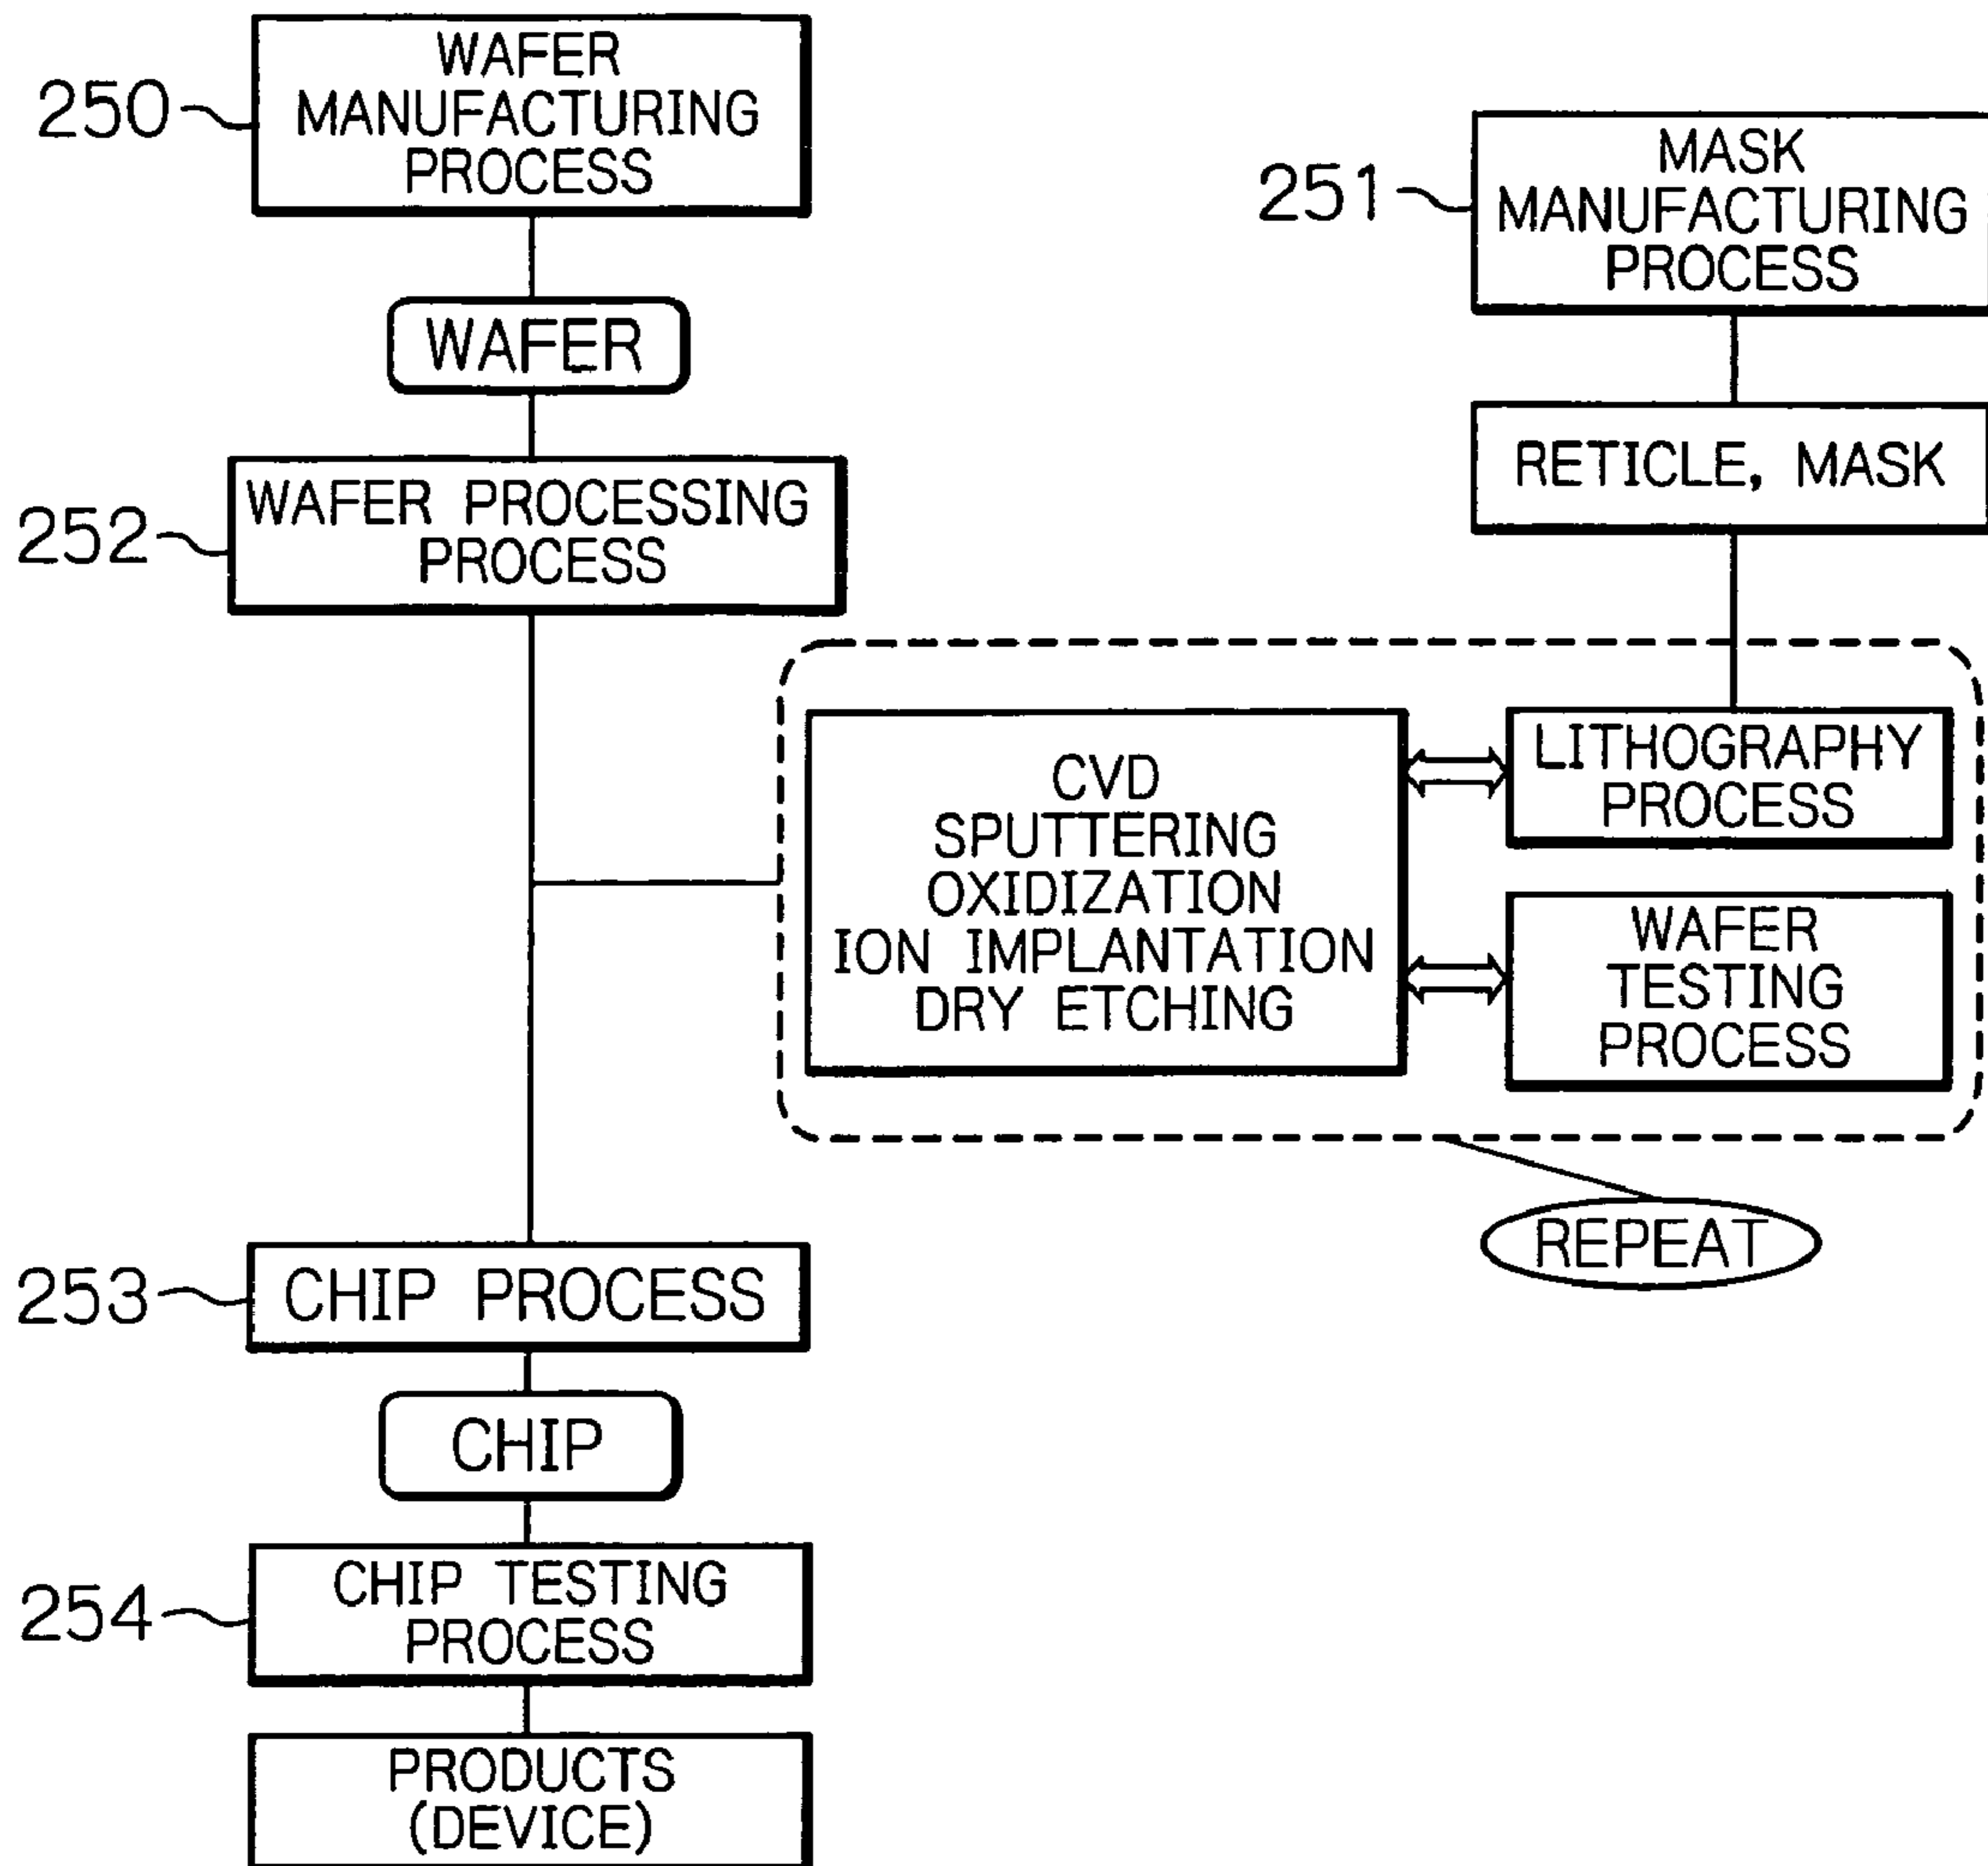 WAFER
MANUFACTURING
PROCESS
250
WAFER
252
WAFER PROCESSING
PROCESS
251
MASK
MANUFACTURING
PROCESS
RETICLE, MASK
CVD
SPUTTERING
OXIDIZATION
ION IMPLANTATION
DRY ETCHING
LITHOGRAPHY
PROCESS
WAFER
TESTING
PROCESS
REPEAT
253
CHIP PROCESS
CHIP
254
CHIP TESTING
PROCESS
PRODUCTS
(DEVICE)